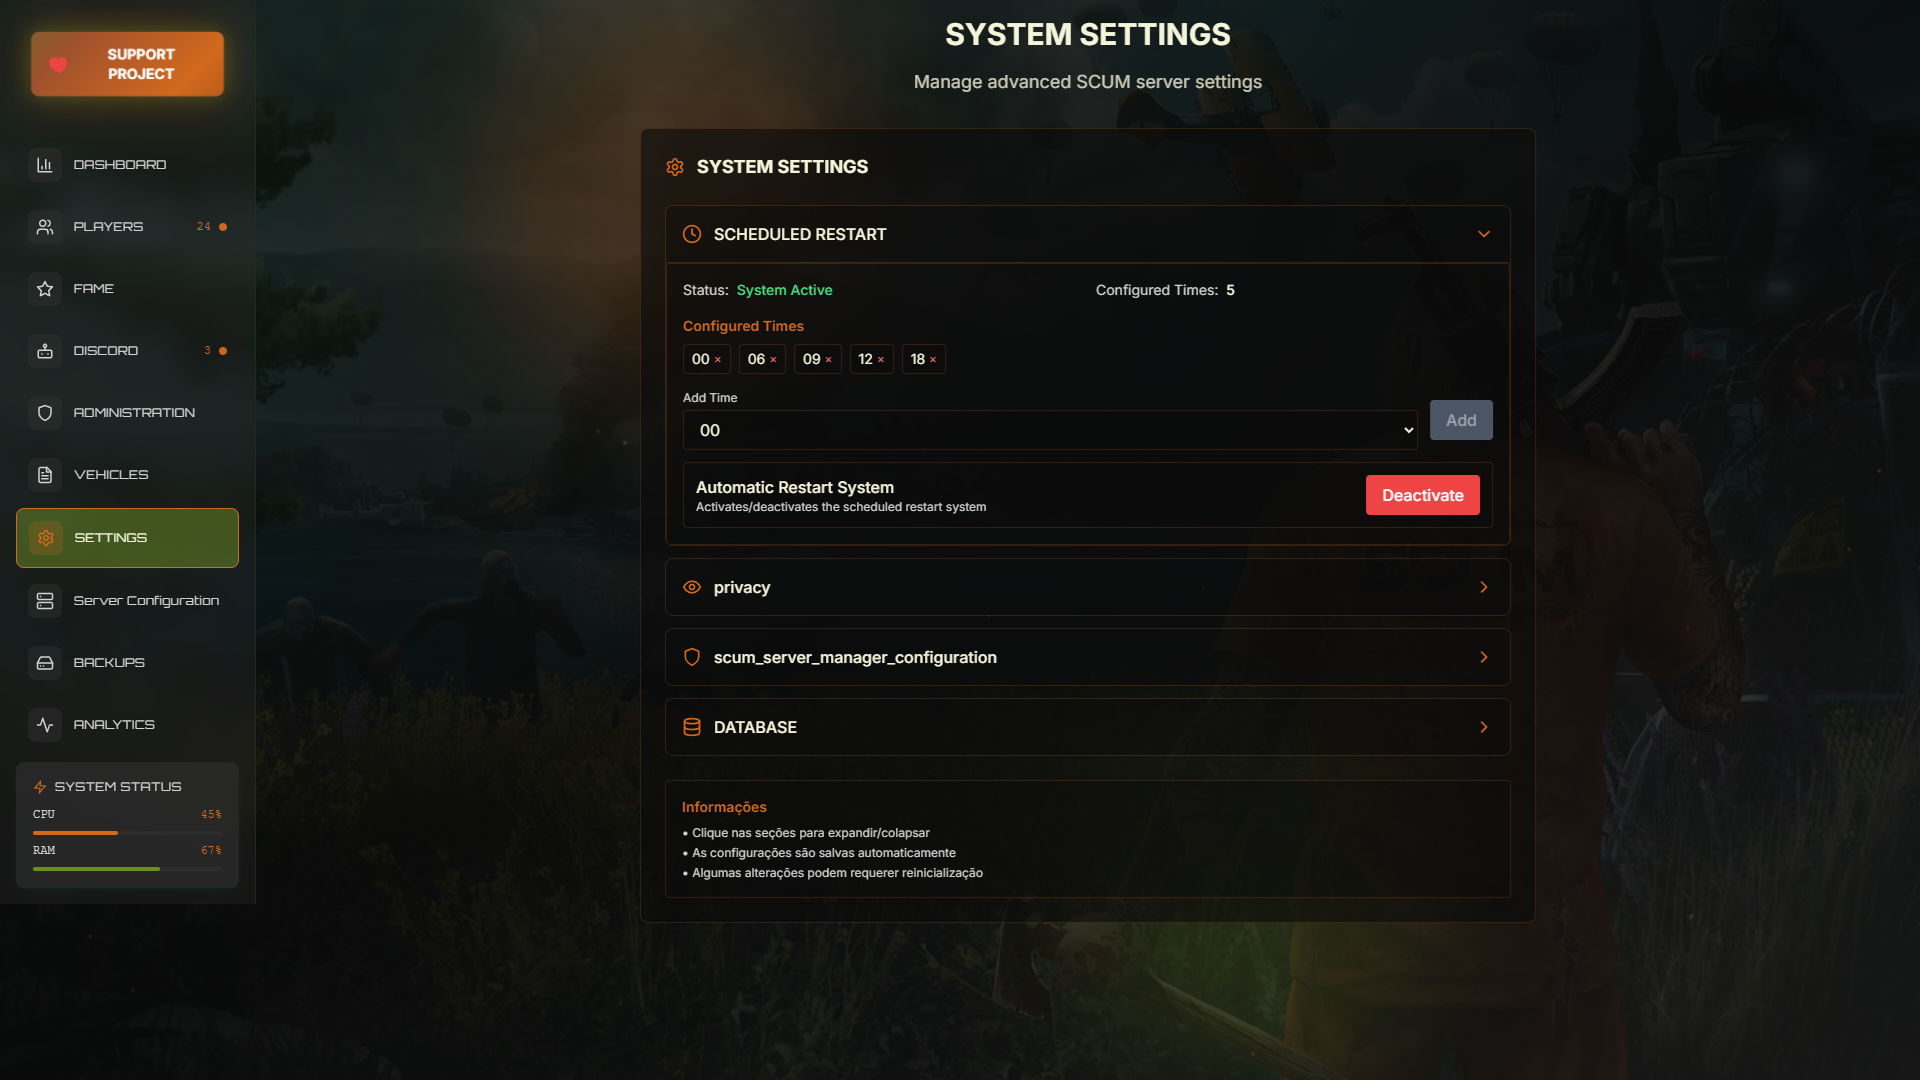 SUPPORT
PROJECT
DASHBOARD
PLAYERS 24
FAME
DISCORD 3
ADMINISTRATION
VEHICLES
SETTINGS
Server Configuration
BACKUPS
ANALYTICS
SYSTEM STATUS
CPU 45%
RAM 67%
SYSTEM SETTINGS
Manage advanced SCUM server settings
SYSTEM SETTINGS
SCHEDULED RESTART
Status: System Active Configured Times: 5
Configured Times
00 × 06 × 09 × 12 × 18 ×
Add Time
00
Add
Automatic Restart System
Activates/deactivates the scheduled restart system
Deactivate
privacy
scum_server_manager_configuration
DATABASE
Informações
• Clique nas seções para expandir/colapsar
• As configurações são salvas automaticamente
• Algumas alterações podem requerer reinicialização